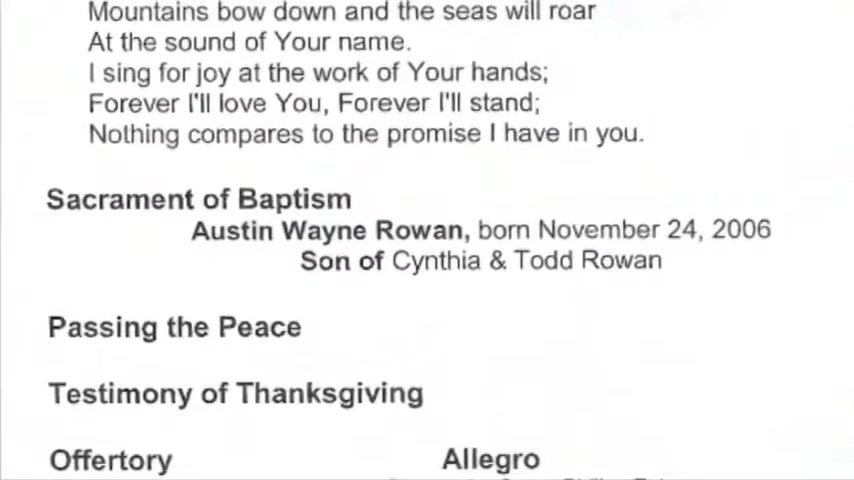 Mountains bow down and the seas will roar
At the sound of Your name.
I sing for joy at the work of Your hands;
Forever I'll love You, Forever I'll stand;
Nothing compares to the promise I have in you.
Sacrament of Baptism
Austin Wayne Rowan, born November 24, 2006
Son of Cynthia & Todd Rowan
Passing the Peace
Testimony of Thanksgiving
Offertory Allegro